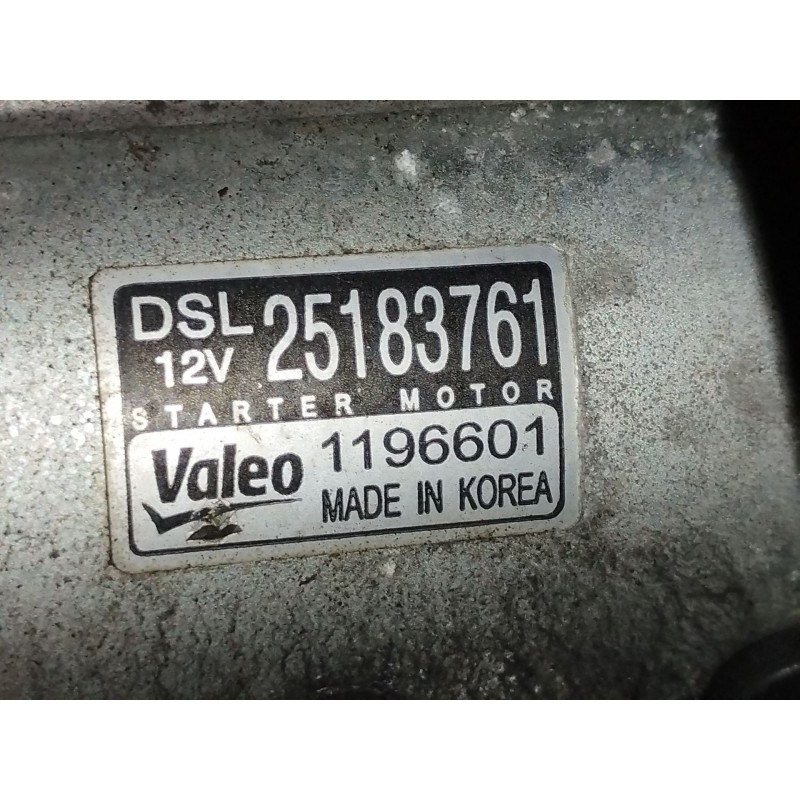 DSL 25183761
12V
STARTER MOTOR
Valeo 1196601
MADE IN KOREA